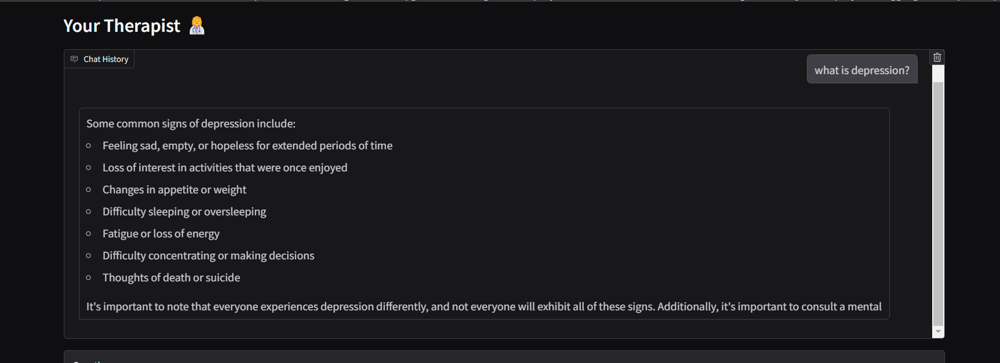 Your Therapist
Chat History
what is depression?
Some common signs of depression include:
Feeling sad, empty, or hopeless for extended periods of time
Loss of interest in activities that were once enjoyed
Changes in appetite or weight
Difficulty sleeping or oversleeping
Fatigue or loss of energy
Difficulty concentrating or making decisions
Thoughts of death or suicide
It's important to note that everyone experiences depression differently, and not everyone will exhibit all of these signs. Additionally, it's important to consult a mental